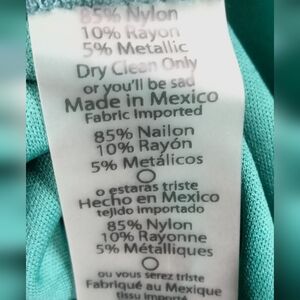 85% Nylon
10% Rayon
5% Metallic
Dry Clean Only
or you'll be sad
Made in Mexico
Fabric Imported
85% Nailon
10% Rayón
5% Metálicos
o estaras triste
Hecho en Mexico
tejido importado
85% Nylon
10% Rayonne
5% Métalliques
ou vous serez triste
Fabriqué au Mexique
tissu importé